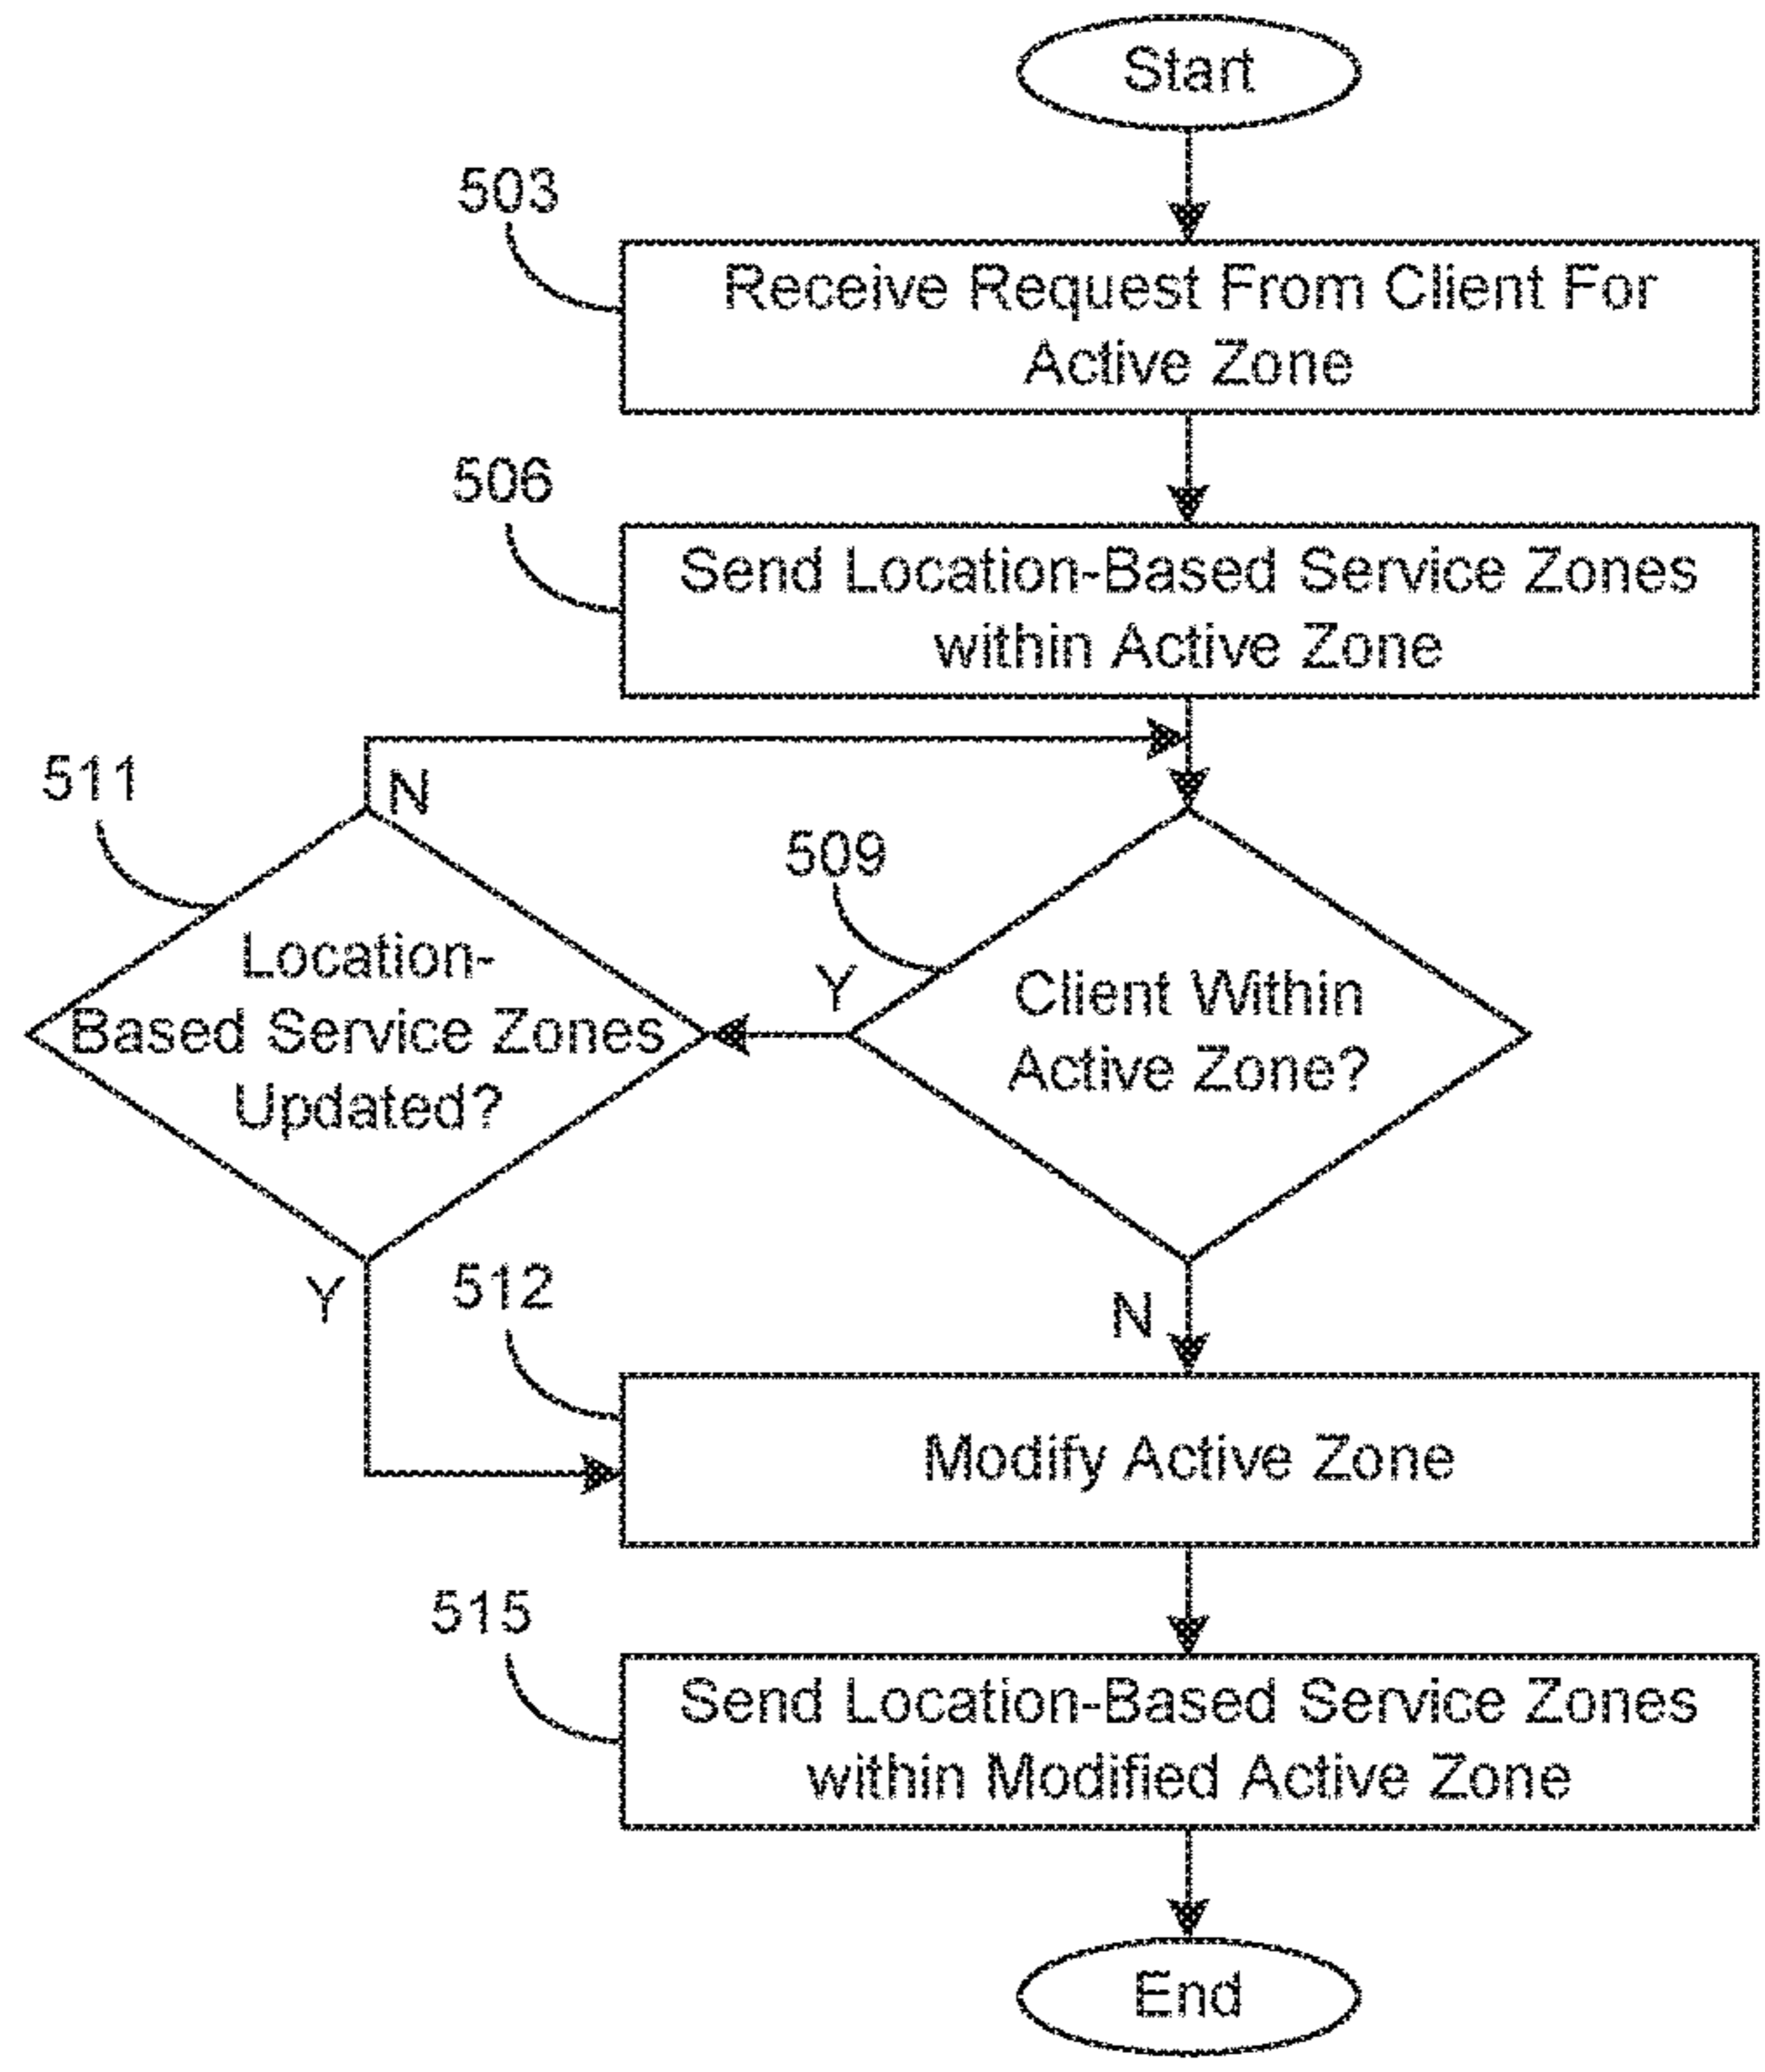 Start
503
Receive Request From Client For
Active Zone
506
Send Location-Based Service Zones
within Active Zone
511
N
509
Location-
Based Service Zones
Updated?
Y
Client Within
Active Zone?
Y
512
N
Modify Active Zone
515
Send Location-Based Service Zones
within Modified Active Zone
End